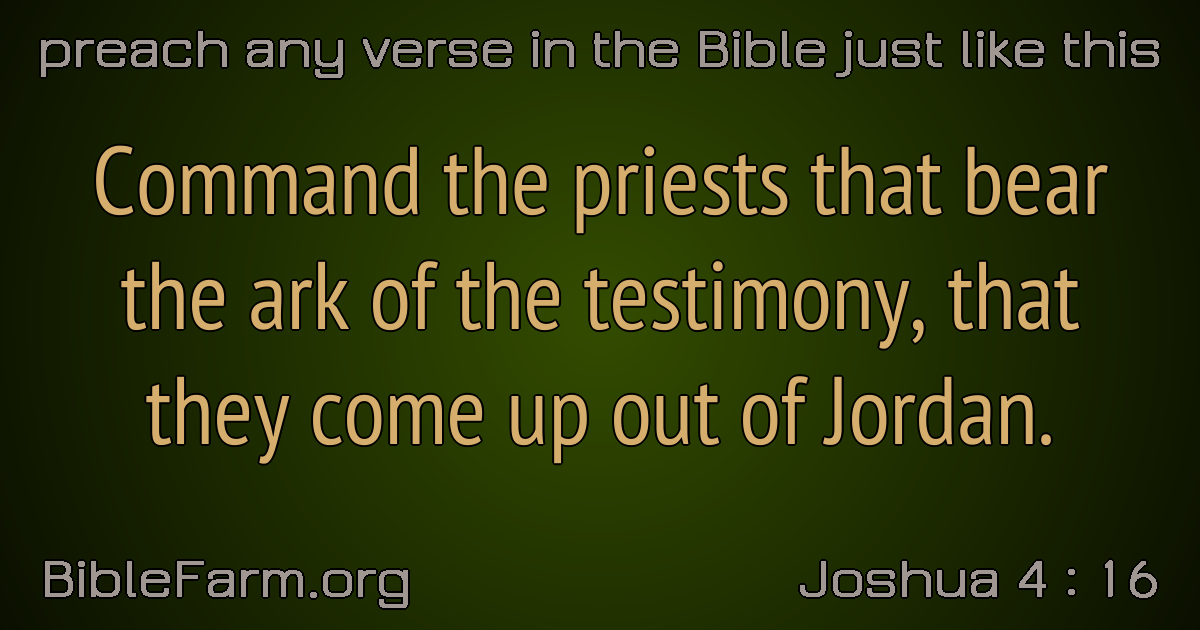 preach any verse in the Bible just like this
Command the priests that bear
the ark of the testimony, that
they come up out of Jordan.
BibleFarm.org
Joshua 4 : 16